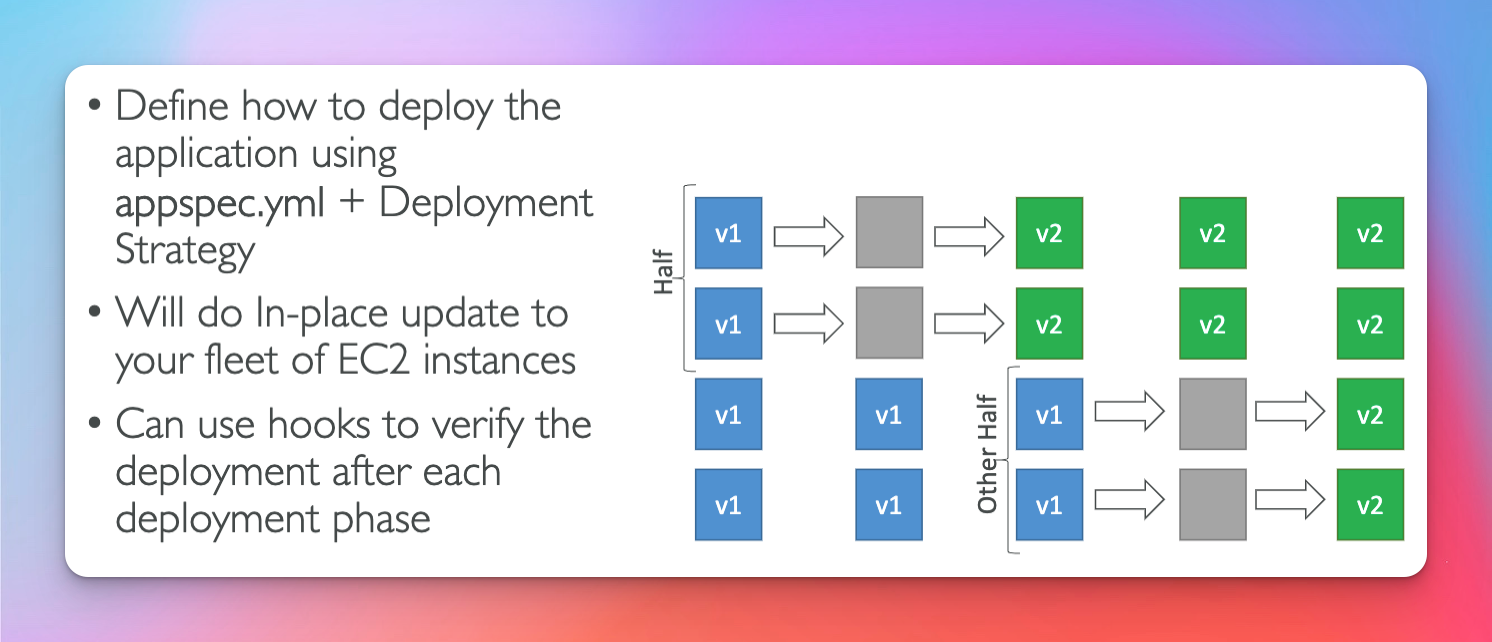 • Define how to deploy the
application using
appspec.yml + Deployment
Strategy
• Will do In-place update to
your fleet of EC2 instances
• Can use hooks to verify the
deployment after each
deployment phase
Half
v1 v2 v2 v2
v1 v2 v2 v2
Other Half
v1 v1 v1 v2
v1 v1 v1 v2